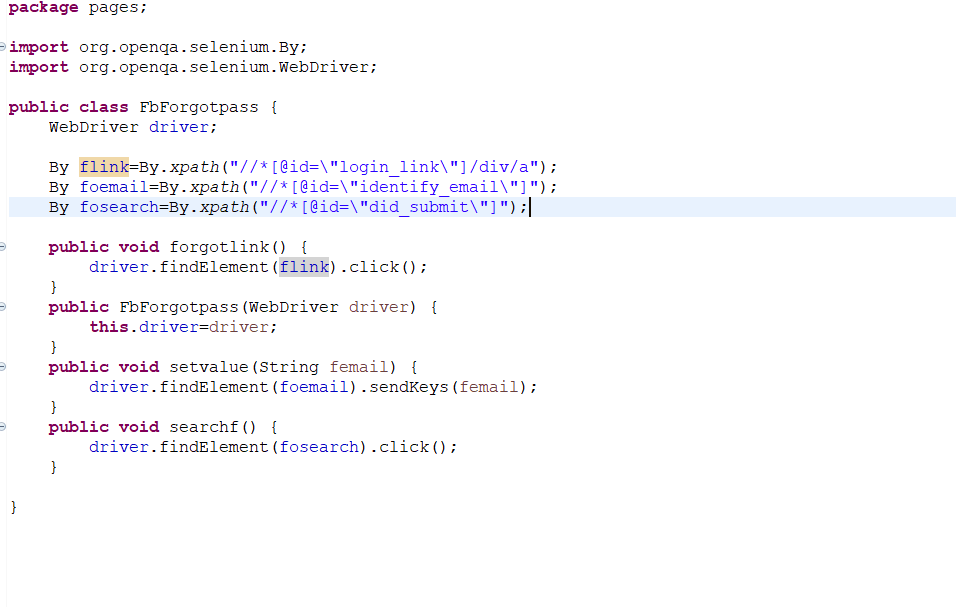 package pages;
import org.openqa.selenium.By;
import org.openqa.selenium.WebDriver;
public class FbForgotpass {
    WebDriver driver;
    By flink=By.xpath("//*[@id=\"login_link\"]/div/a");
    By foemail=By.xpath("//*[@id=\"identify_email\"]");
    By fosearch=By.xpath("//*[@id=\"did_submit\"]");
    public void forgotlink() {
        driver.findElement(flink).click();
    }
    public FbForgotpass(WebDriver driver) {
        this.driver=driver;
    }
    public void setvalue(String femail) {
        driver.findElement(foemail).sendKeys(femail);
    }
    public void searchf() {
        driver.findElement(fosearch).click();
    }
}